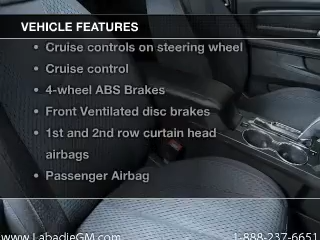 VEHICLE FEATURES
• Cruise controls on steering wheel
• Cruise control
• 4-wheel ABS Brakes
• Front Ventilated disc brakes
• 1st and 2nd row curtain head
airbags
• Passenger Airbag
www.LabadieGM.com 1-888-237-6651